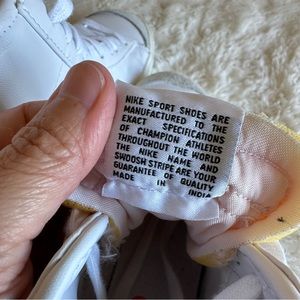 NIKE SPORT SHOES ARE
MANUFACTURED TO THE
EXACT SPECIFICATIONS
OF CHAMPION ATHLETES
THROUGHOUT THE WORLD
THE NIKE NAME AND
SWOOSH STRIPE ARE YOUR
GUARANTEE OF QUALITY
MADE IN INDIA